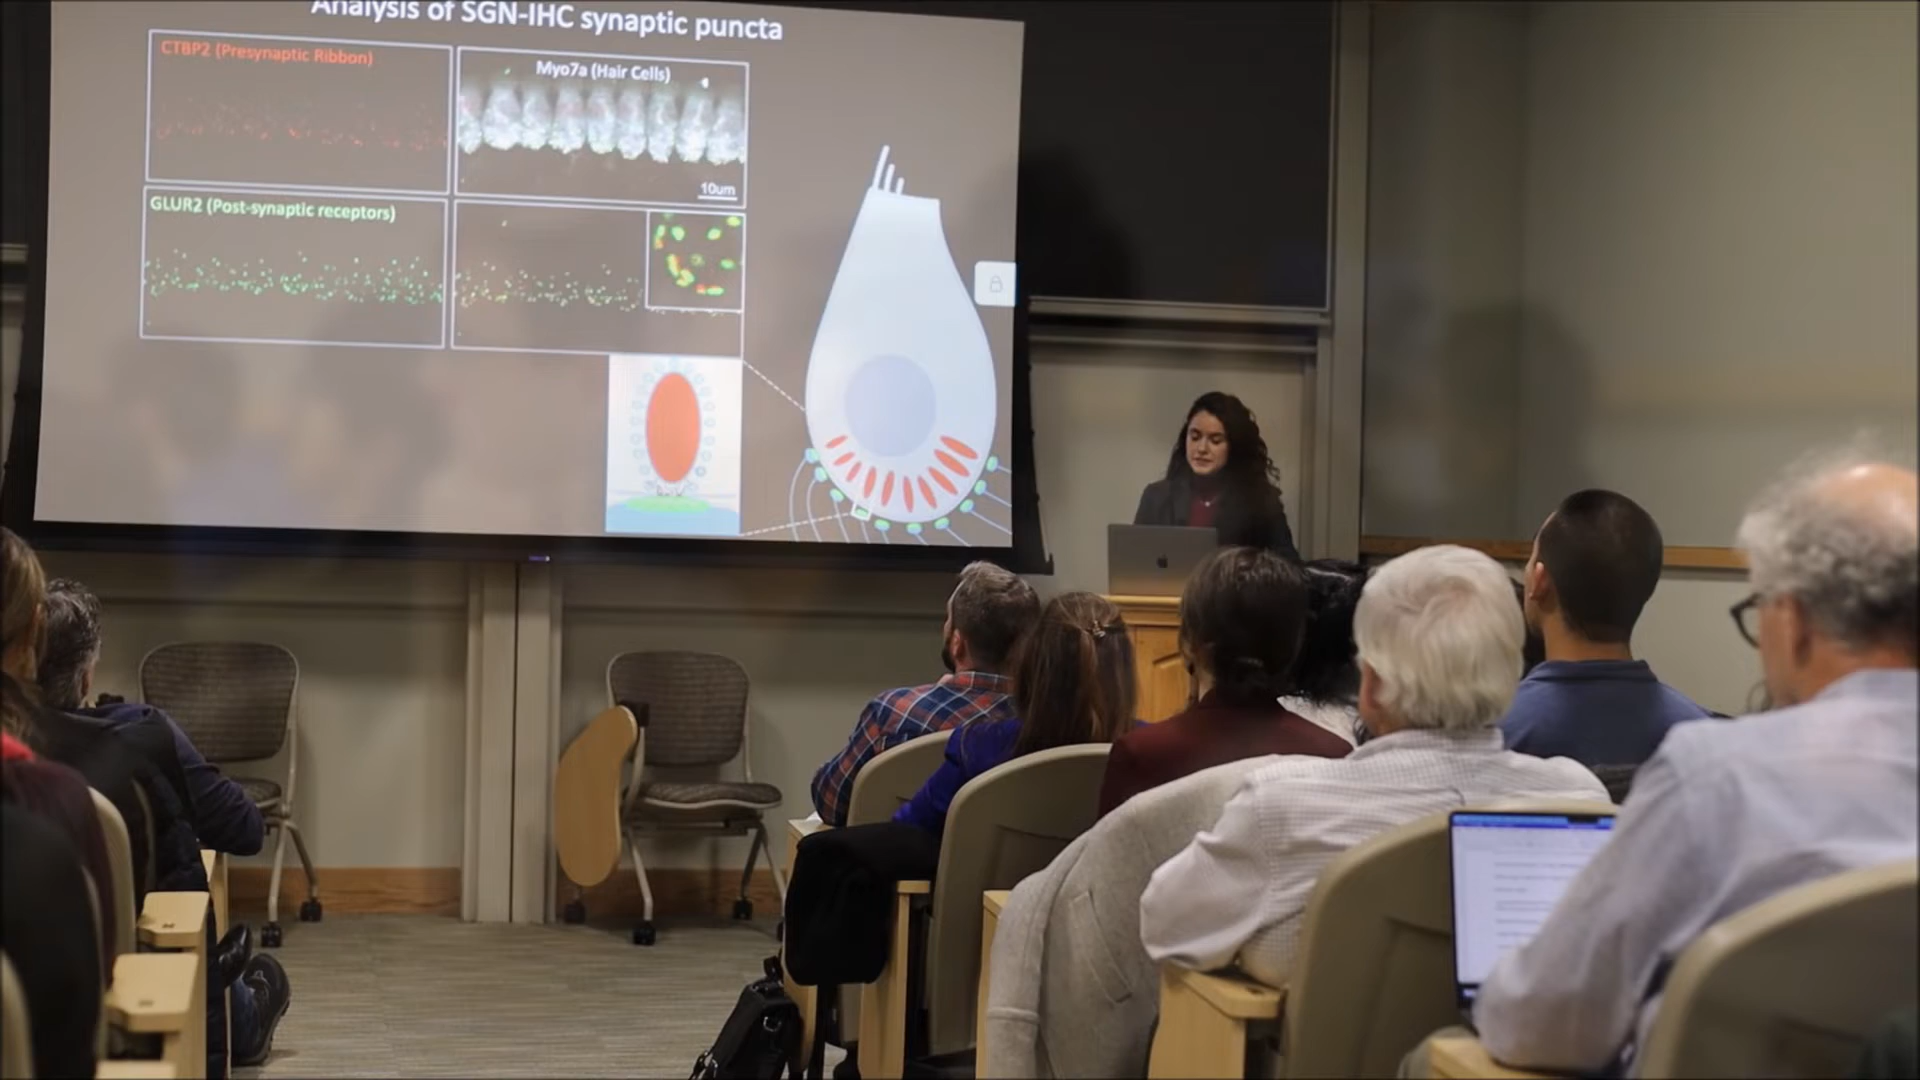 Analysis of SGN-IHC synaptic puncta
CTBP2 (Presynaptic Ribbon)
Myo7a (Hair Cells)
10um
GLUR2 (Post-synaptic receptors)